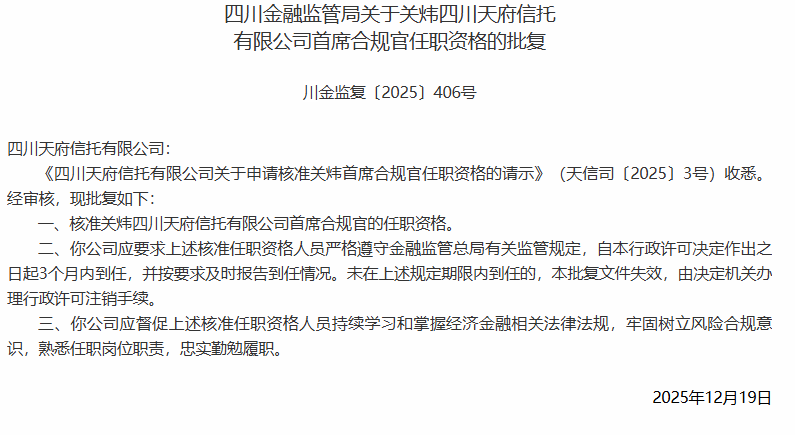 四川金融监管局关于关炜四川天府信托
有限公司首席合规官任职资格的批复
川金监复〔2025〕406号
四川天府信托有限公司：
《四川天府信托有限公司关于申请核准关炜首席合规官任职资格的请示》（天信司〔2025〕3号）收悉。
经审核，现批复如下：
一、核准关炜四川天府信托有限公司首席合规官的任职资格。
二、你公司应要求上述核准任职资格人员严格遵守金融监管总局有关监管规定，自本行政许可决定作出之
日起3个月内到任，并按要求及时报告到任情况。未在上述规定期限内到任的，本批复文件失效，由决定机关办
理行政许可注销手续。
三、你公司应督促上述核准任职资格人员持续学习和掌握经济金融相关法律法规，牢固树立风险合规意
识，熟悉任职岗位职责，忠实勤勉履职。
2025年12月19日